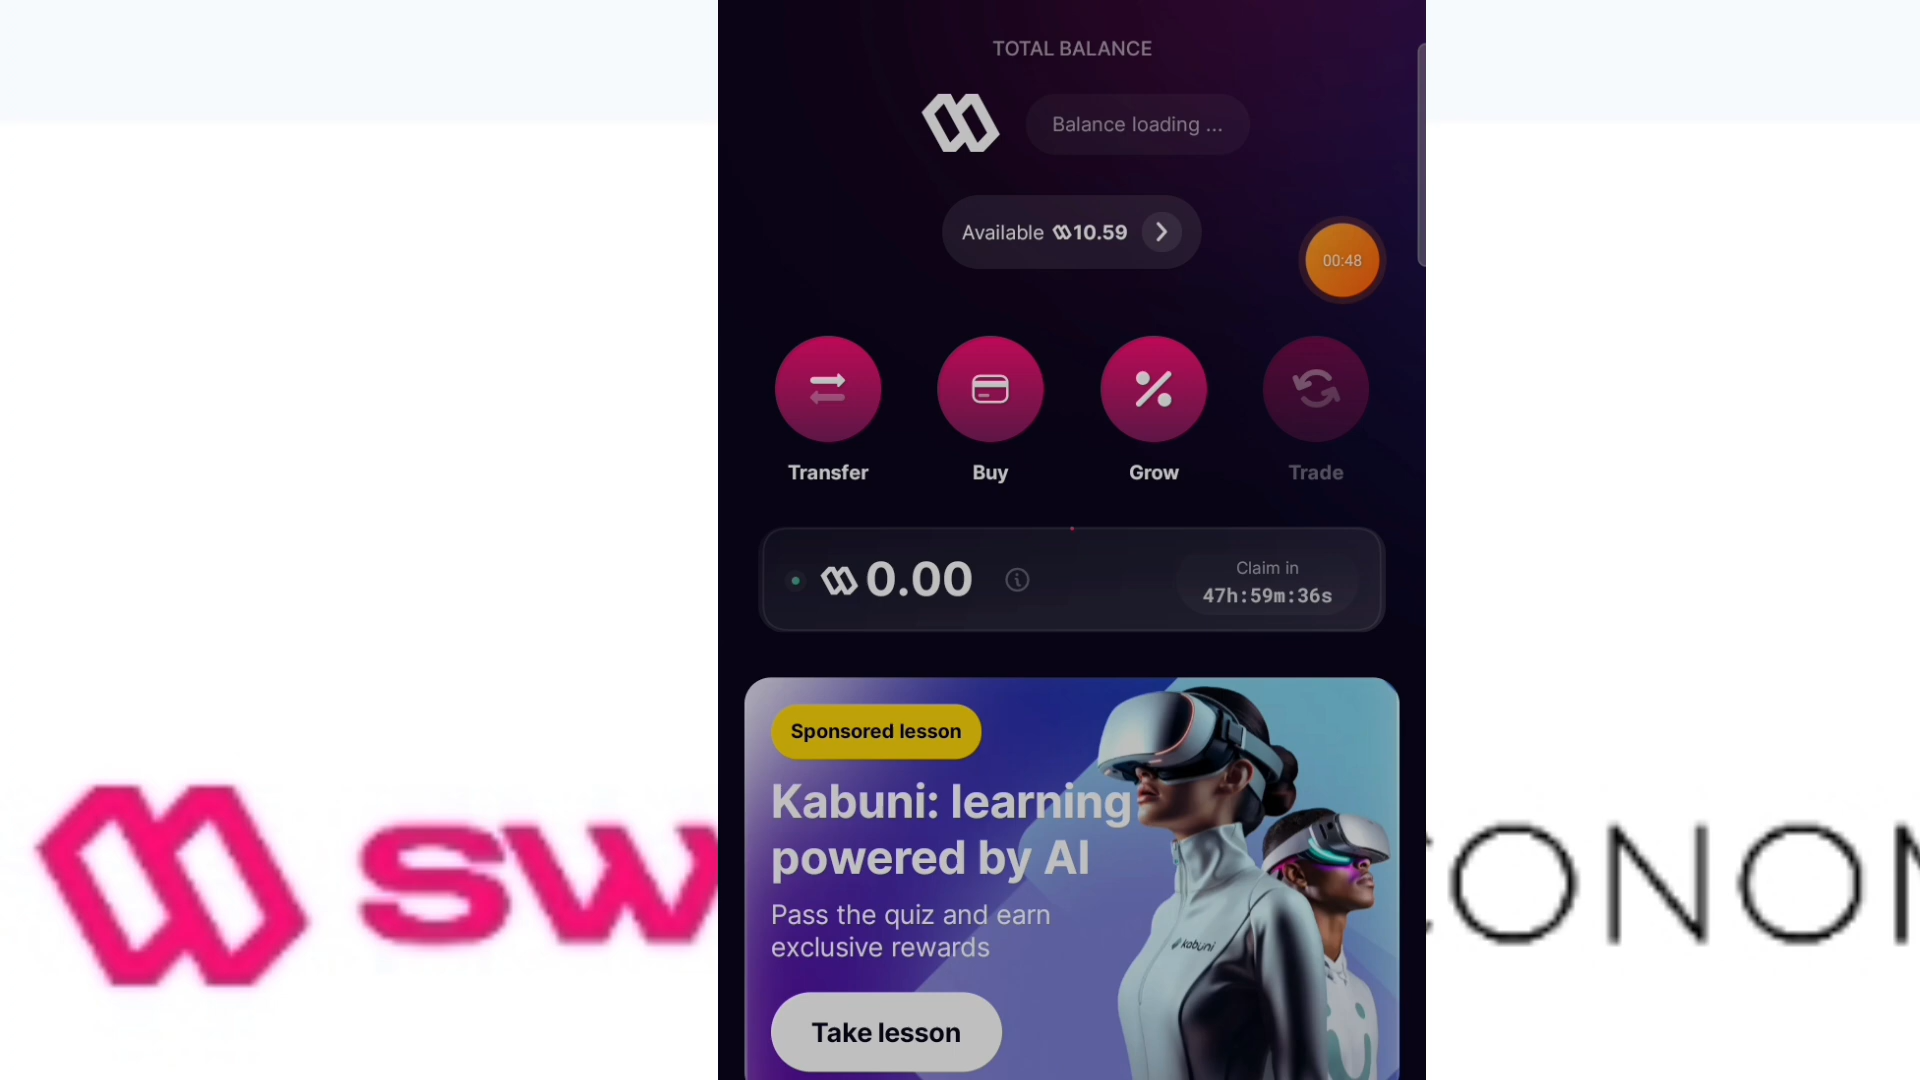 TOTAL BALANCE
Balance loading ...
Available 10.59
00:48
Transfer
Buy
Grow
Trade
0.00
Claim in
47h:59m:36s
Sponsored lesson
Kabuni: learning
powered by AI
Pass the quiz and earn
exclusive rewards
kabuni
Take lesson
sw
CONOM